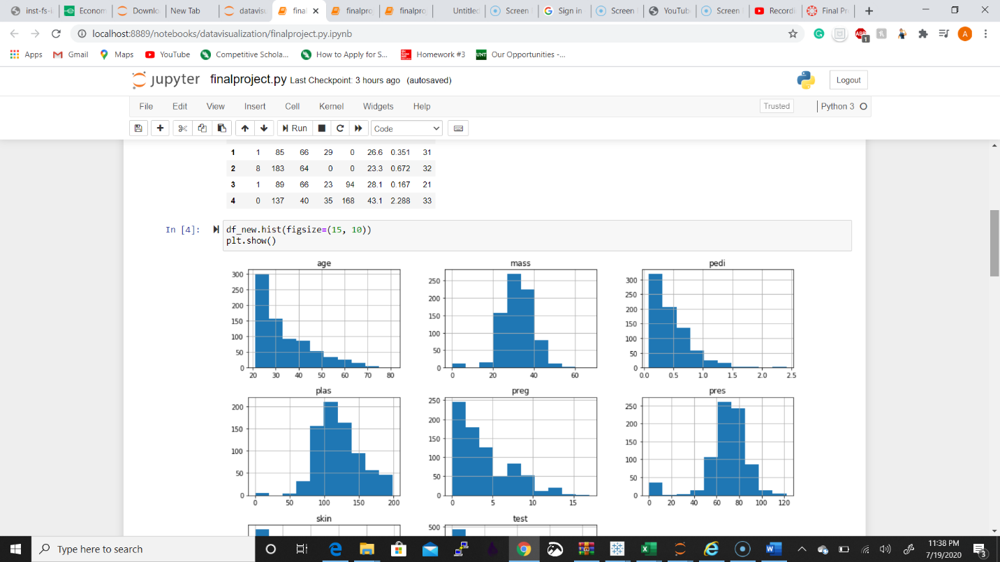 inst-fs-i
Econom
Downlo
New Tab
datavisu
final
finalpro
finalpro
Untitled
Screen
Sign in
Screen
YouTub
Screen
Recordi
Final Pr
localhost:8889/notebooks/datavisualization/finalproject.py.ipynb
ABP
1
A
Apps
Gmail
Maps
YouTube
Competitive Schola...
How to Apply for S...
Homework #3
UNT
Our Opportunities -...
jupyter
finalproject.py Last Checkpoint: 3 hours ago (autosaved)
Logout
File Edit View Insert Cell Kernel Widgets Help
Trusted
Python 3
Run
Code
1 1 85 66 29 0 26.6 0.351 31
2 8 183 64 0 0 23.3 0.672 32
3 1 89 66 23 94 28.1 0.167 21
4 0 137 40 35 168 43.1 2.288 33
In [4]:
df_new.hist(figsize=(15, 10))
plt.show()
age
300
250
200
150
100
50
0
20 30 40 50 60 70 80
mass
250
200
150
100
50
0
0 20 40 60
pedi
300
250
200
150
100
50
0
0.0 0.5 1.0 1.5 2.0 2.5
plas
200
150
100
50
0
0 50 100 150 200
preg
250
200
150
100
50
0
0 5 10 15
pres
250
200
150
100
50
0
0 20 40 60 80 100 120
skin
test
500
Type here to search
11:38 PM
7/19/2020
3